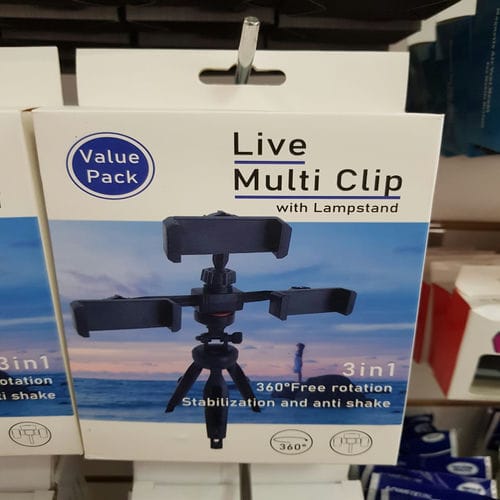 Value
Pack
Live
Multi Clip
with Lampstand
3in1
360°Free rotation
Stabilization and anti shake
360°
3in1
otation
ti shake